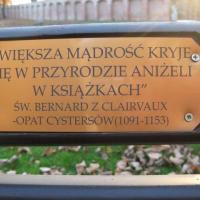 WIĘKSZA MĄDROŚĆ KRYJE
IĘ W PRZYRODZIE ANIŻELI
W KSIĄŻKACH"
ŚW. BERNARD Z CLAIRVAUX
-OPAT CYSTERSÓW(1091-1153)